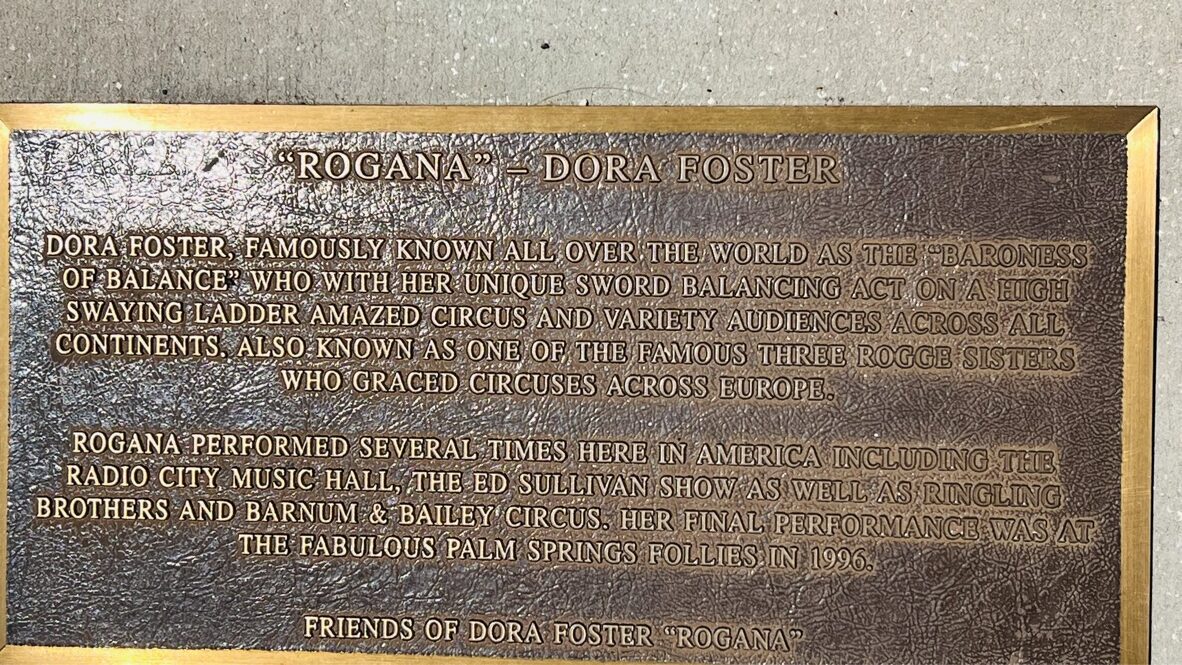 “ROGANA” – DORA FOSTER
DORA FOSTER, FAMOUSLY KNOWN ALL OVER THE WORLD AS THE “BARONESS
OF BALANCE” WHO WITH HER UNIQUE SWORD BALANCING ACT ON A HIGH
SWAYING LADDER AMAZED CIRCUS AND VARIETY AUDIENCES ACROSS ALL
CONTINENTS. ALSO KNOWN AS ONE OF THE FAMOUS THREE ROGGE SISTERS
WHO GRACED CIRCUSES ACROSS EUROPE.
ROGANA PERFORMED SEVERAL TIMES HERE IN AMERICA INCLUDING THE
RADIO CITY MUSIC HALL, THE ED SULLIVAN SHOW AS WELL AS RINGLING
BROTHERS AND BARNUM & BAILEY CIRCUS. HER FINAL PERFORMANCE WAS AT
THE FABULOUS PALM SPRINGS FOLLIES IN 1996.
FRIENDS OF DORA FOSTER “ROGANA”